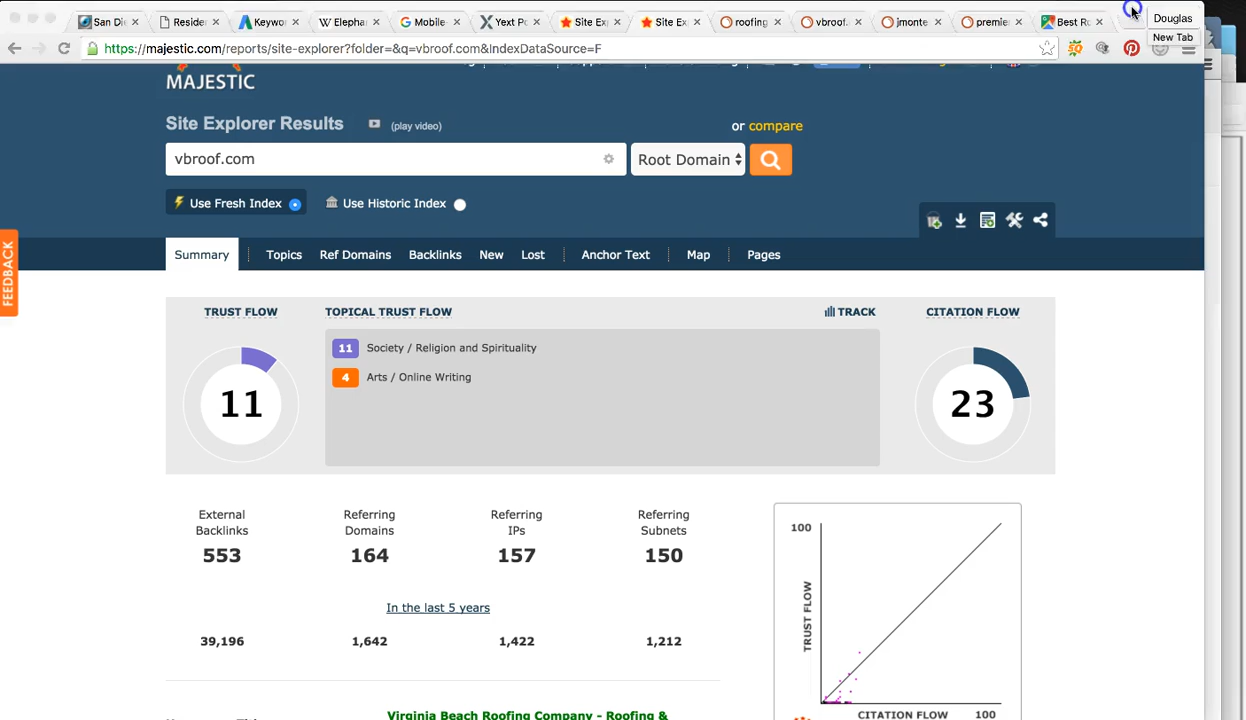 San Di
Resider
Keywo
Elepha
Mobile-
Yext P
Site Ex
Site Ex
roofing
vbroof.
jmonte
premie
Best R
Douglas
New Tab
https://majestic.com/reports/site-explorer?folder=&q=vbroof.com&IndexDataSource=F
MAJESTIC
Site Explorer Results
(play video)
or compare
vbroof.com
Root Domain
Use Fresh Index
Use Historic Index
FEEDBACK
Summary
Topics
Ref Domains
Backlinks
New
Lost
Anchor Text
Map
Pages
TRUST FLOW
TOPICAL TRUST FLOW
TRACK
CITATION FLOW
11
11 Society / Religion and Spirituality
4 Arts / Online Writing
23
External
Backlinks
553
Referring
Domains
164
Referring
IPs
157
Referring
Subnets
150
In the last 5 years
39,196
1,642
1,422
1,212
100
TRUST FLOW
CITATION FLOW
100
Virginia Beach Roofing Company - Roofing &